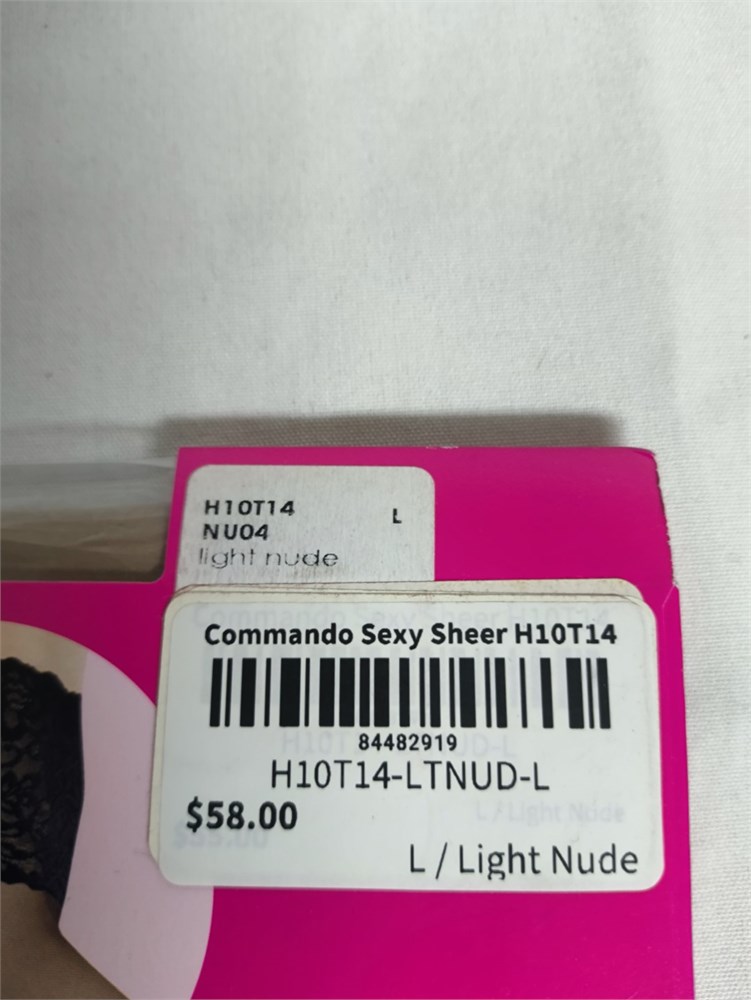 H10T14 L
NU04
light nude
Commando Sexy Sheer H10T14
84482919
H10T14-LTNUD-L
$58.00
L / Light Nude